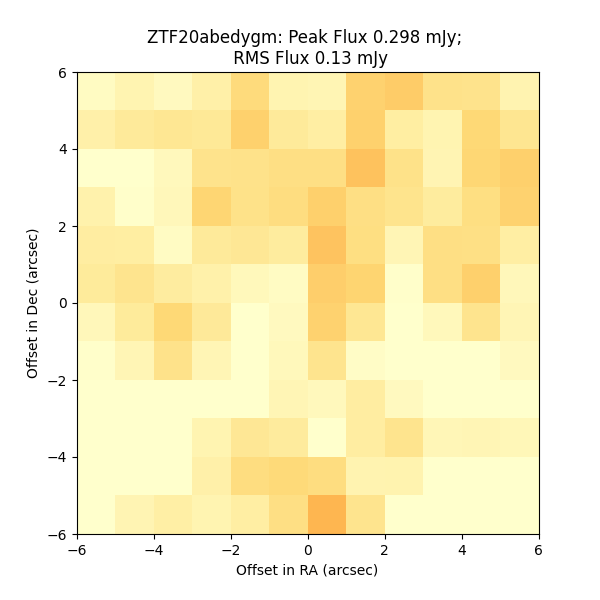 ZTF20abedygm: Peak Flux 0.298 mJy;
RMS Flux 0.13 mJy
6
4
2
0
−2
−4
−6
Offset in Dec (arcsec)
−6 −4 −2 0 2 4 6
Offset in RA (arcsec)